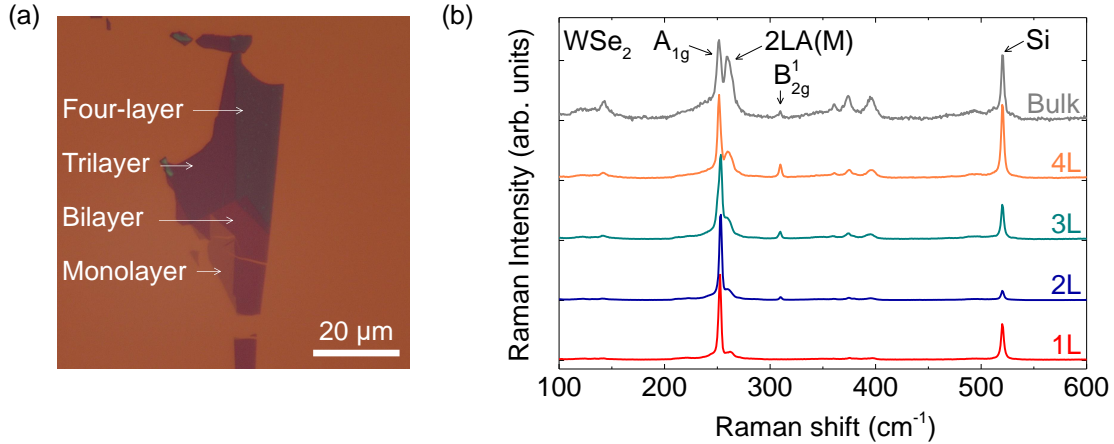 (a)
Four-layer
Trilayer
Bilayer
Monolayer
20 µm
(b)
WSe₂ A₁g 2LA(M) Si
B¹₂g
Bulk
4L
3L
2L
1L
Raman Intensity (arb. units)
100 200 300 400 500 600
Raman shift (cm⁻¹)